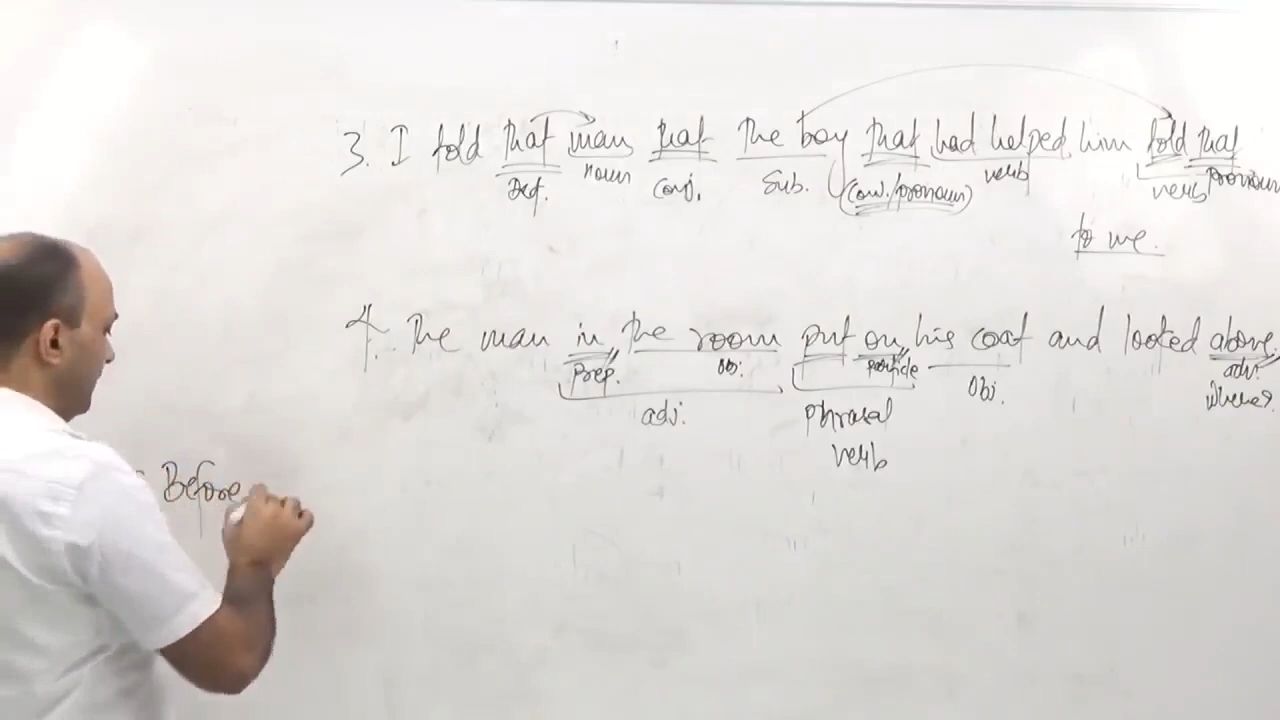 3. I told that man that the boy that had helped him told that
Det. noun Conj. Sub. (Conj./pronoun) verb verb pronoun
to me.
4. The man in the room put on his coat and looked above.
Prep. Obj. particle Obj. adv.
adj. phrasal where?
verb
Before